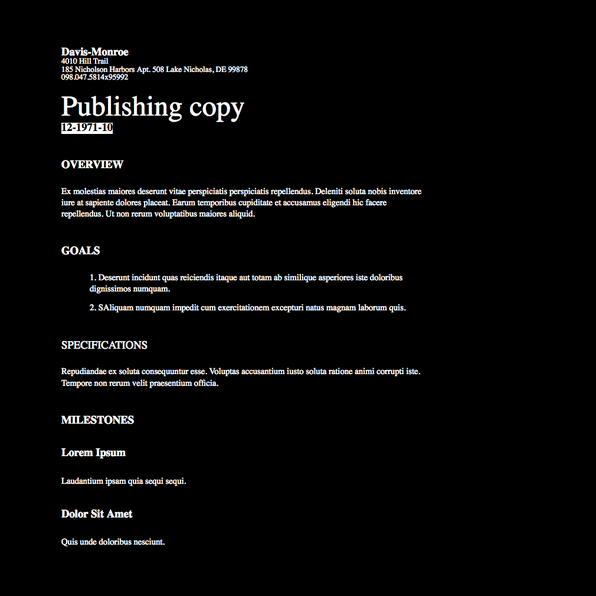 Davis-Monroe
4010 Hill Trail
185 Nicholson Harbors Apt. 508 Lake Nicholas, DE 99878
098.047.5814x95992
Publishing copy
12-1971-10
OVERVIEW
Ex molestias maiores deserunt vitae perspiciatis perspiciatis repellendus. Deleniti soluta nobis inventore
iure at sapiente dolores placeat. Earum temporibus cupiditate et accusamus eligendi hic facere
repellendus. Ut non rerum voluptatibus maiores aliquid.
GOALS
1. Deserunt incidunt quas reiciendis itaque aut totam ab similique asperiores iste doloribus
dignissimos numquam.
2. SAliquam numquam impedit cum exercitationem excepturi natus magnam laborum quis.
SPECIFICATIONS
Repudiandae ex soluta consequuntur esse. Voluptas accusantium iusto soluta ratione animi corrupti iste.
Tempore non rerum velit praesentium officia.
MILESTONES
Lorem Ipsum
Laudantium ipsam quia sequi sequi.
Dolor Sit Amet
Quis unde doloribus nesciunt.